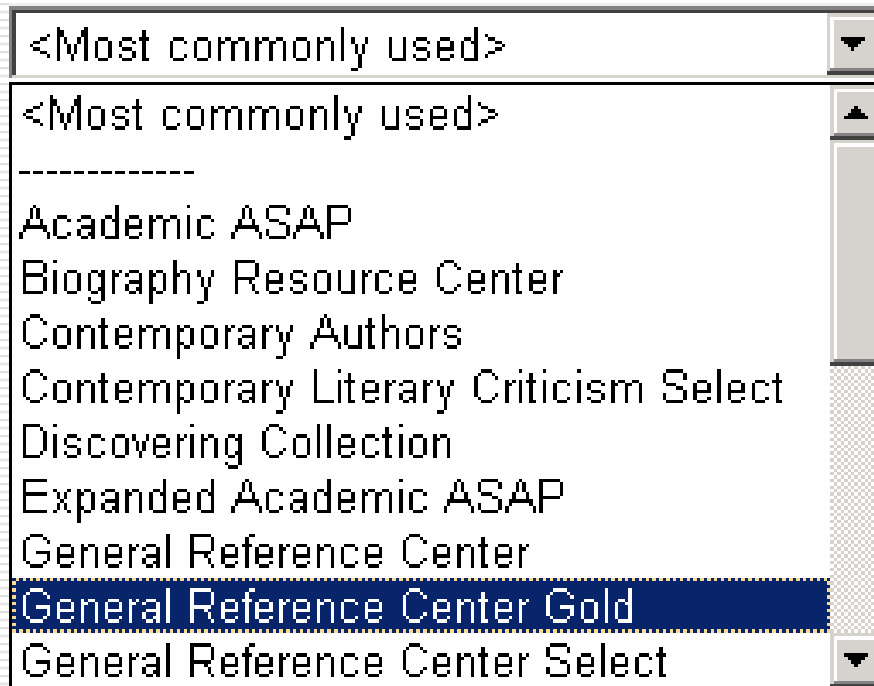 <Most commonly used>
<Most commonly used>
-------------
Academic ASAP
Biography Resource Center
Contemporary Authors
Contemporary Literary Criticism Select
Discovering Collection
Expanded Academic ASAP
General Reference Center
General Reference Center Gold
General Reference Center Select